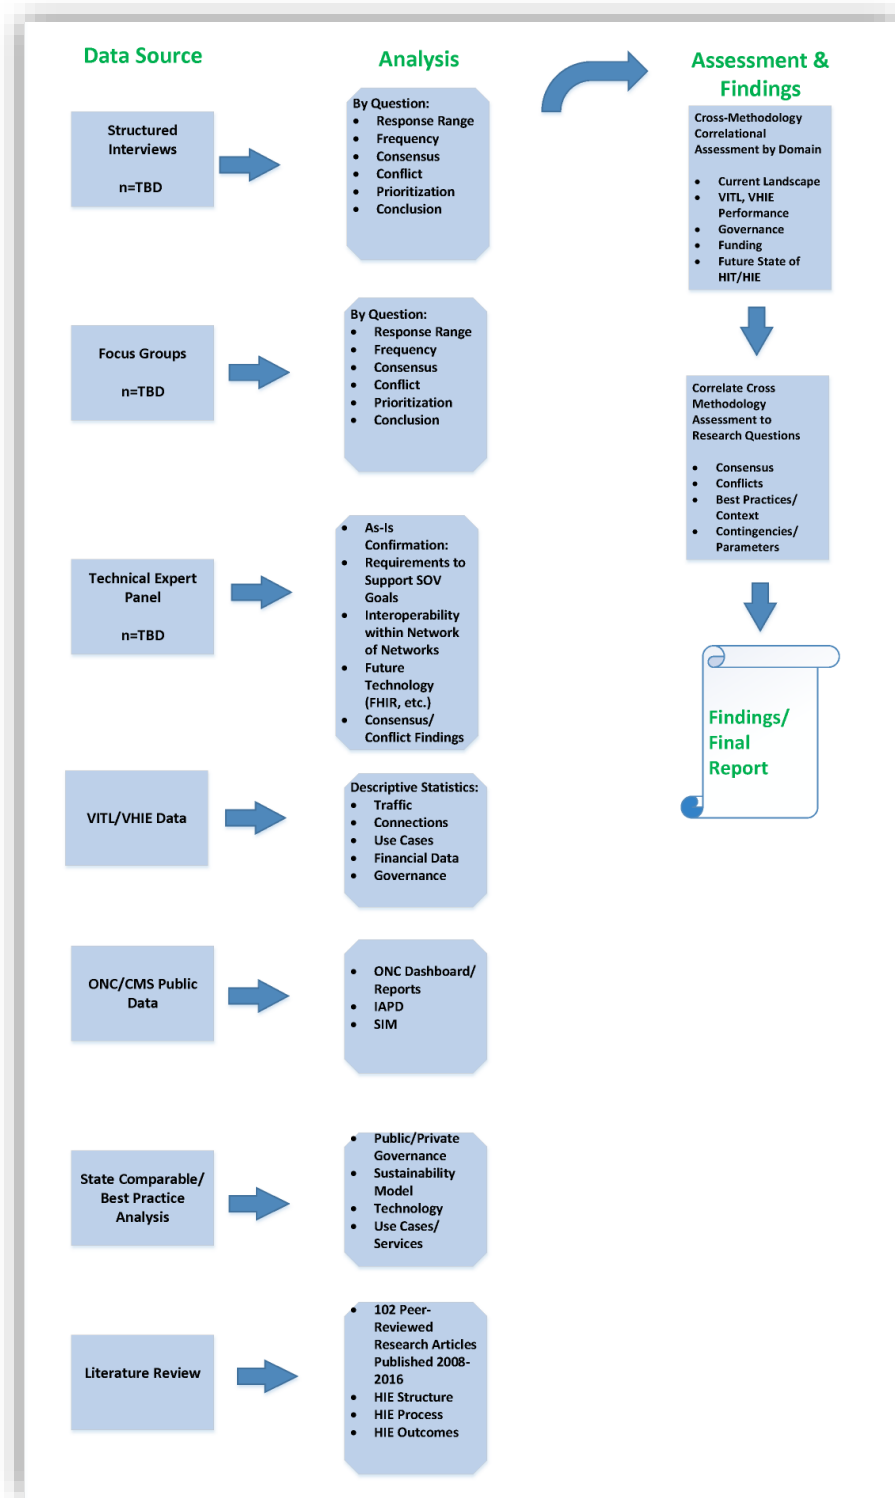 Data Source
Structured
Interviews
n=TBD
Focus Groups
n=TBD
Technical Expert
Panel
n=TBD
VITL/VHIE Data
ONC/CMS Public
Data
State Comparable/
Best Practice
Analysis
Literature Review
Analysis
By Question:
• Response Range
• Frequency
• Consensus
• Conflict
• Prioritization
• Conclusion
By Question:
• Response Range
• Frequency
• Consensus
• Conflict
• Prioritization
• Conclusion
• As-Is
Confirmation:
• Requirements to
Support SOV
Goals
• Interoperability
within Network
of Networks
• Future
Technology
(FHIR, etc.)
• Consensus/
Conflict Findings
Descriptive Statistics:
• Traffic
• Connections
• Use Cases
• Financial Data
• Governance
• ONC Dashboard/
Reports
• IAPD
• SIM
• Public/Private
Governance
• Sustainability
Model
• Technology
• Use Cases/
Services
• 102 Peer-
Reviewed
Research Articles
Published 2008-
2016
• HIE Structure
• HIE Process
• HIE Outcomes
Assessment &
Findings
Cross-Methodology
Correlational
Assessment by Domain
• Current Landscape
• VITL, VHIE
Performance
• Governance
• Funding
• Future State of
HIT/HIE
Correlate Cross
Methodology
Assessment to
Research Questions
• Consensus
• Conflicts
• Best Practices/
Context
• Contingencies/
Parameters
Findings/
Final
Report